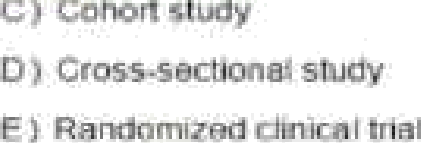 C) Cohort study
D) Cross-sectional study
E) Randomized clinical trial